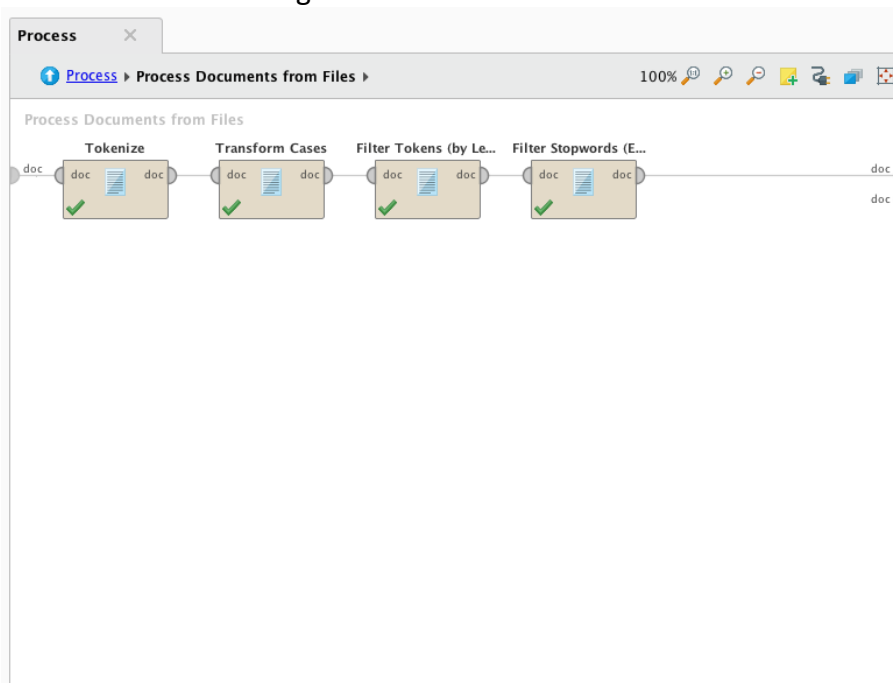 Process
Process Process Documents from Files 100%
Process Documents from Files
Tokenize Transform Cases Filter Tokens (by Le... Filter Stopwords (E...
doc doc doc doc doc doc doc doc doc doc
doc